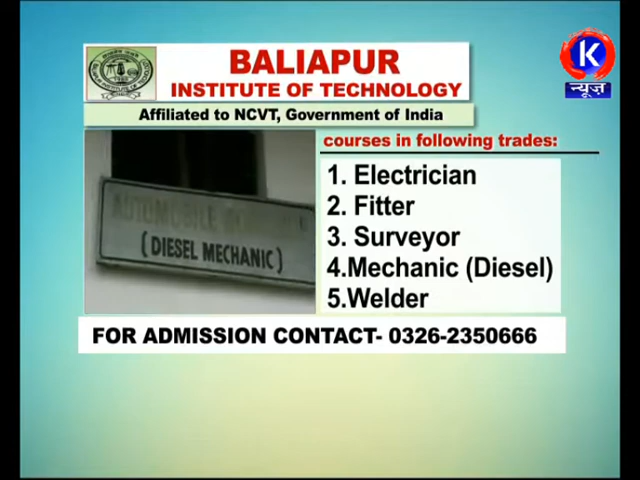 K
न्यूज़
BALIAPUR
INSTITUTE OF TECHNOLOGY
Affiliated to NCVT, Government of India
courses in following trades:
AUTOMOBILE
(DIESEL MECHANIC)
1. Electrician
2. Fitter
3. Surveyor
4.Mechanic (Diesel)
5.Welder
FOR ADMISSION CONTACT- 0326-2350666